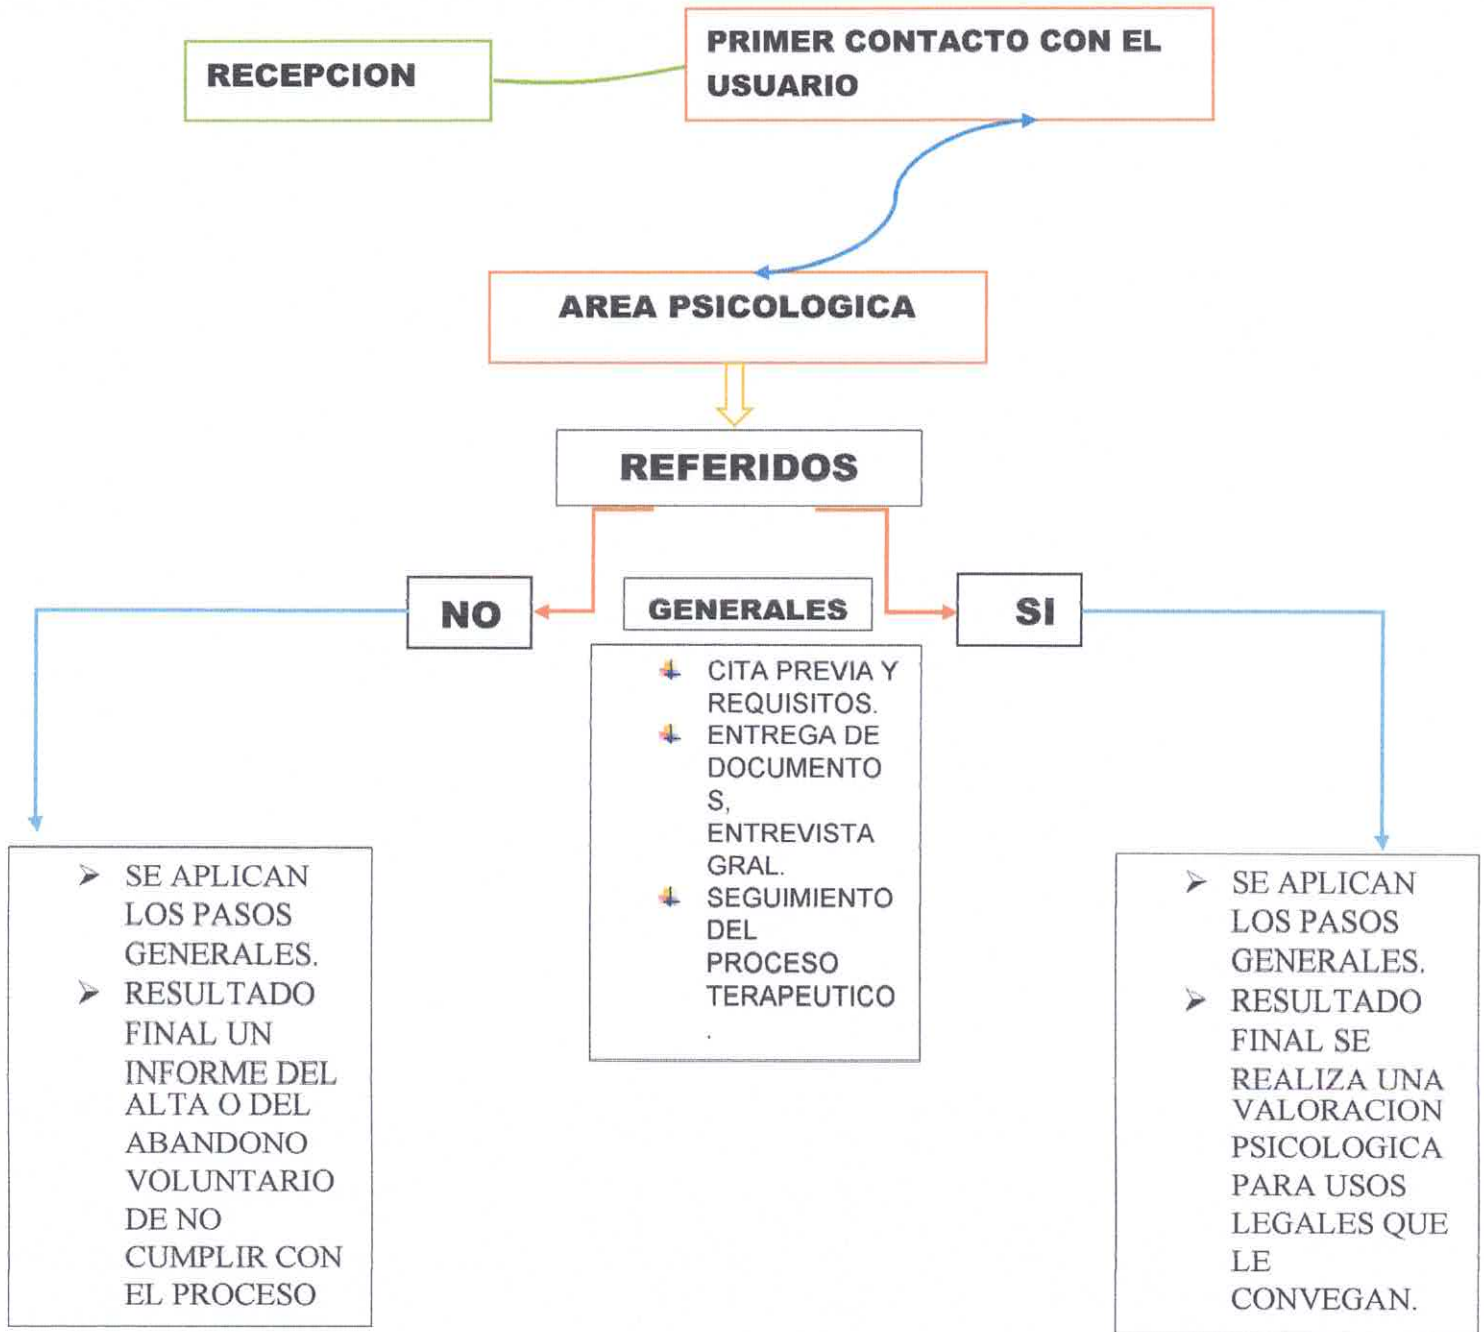 RECEPCION
PRIMER CONTACTO CON EL
USUARIO
AREA PSICOLOGICA
REFERIDOS
NO
GENERALES
SI
CITA PREVIA Y
REQUISITOS.
ENTREGA DE
DOCUMENTO
S,
ENTREVISTA
GRAL.
SEGUIMIENTO
DEL
PROCESO
TERAPEUTICO
.
➢ SE APLICAN
LOS PASOS
GENERALES.
➢ RESULTADO
FINAL UN
INFORME DEL
ALTA O DEL
ABANDONO
VOLUNTARIO
DE NO
CUMPLIR CON
EL PROCESO
➢ SE APLICAN
LOS PASOS
GENERALES.
➢ RESULTADO
FINAL SE
REALIZA UNA
VALORACION
PSICOLOGICA
PARA USOS
LEGALES QUE
LE
CONVEGAN.